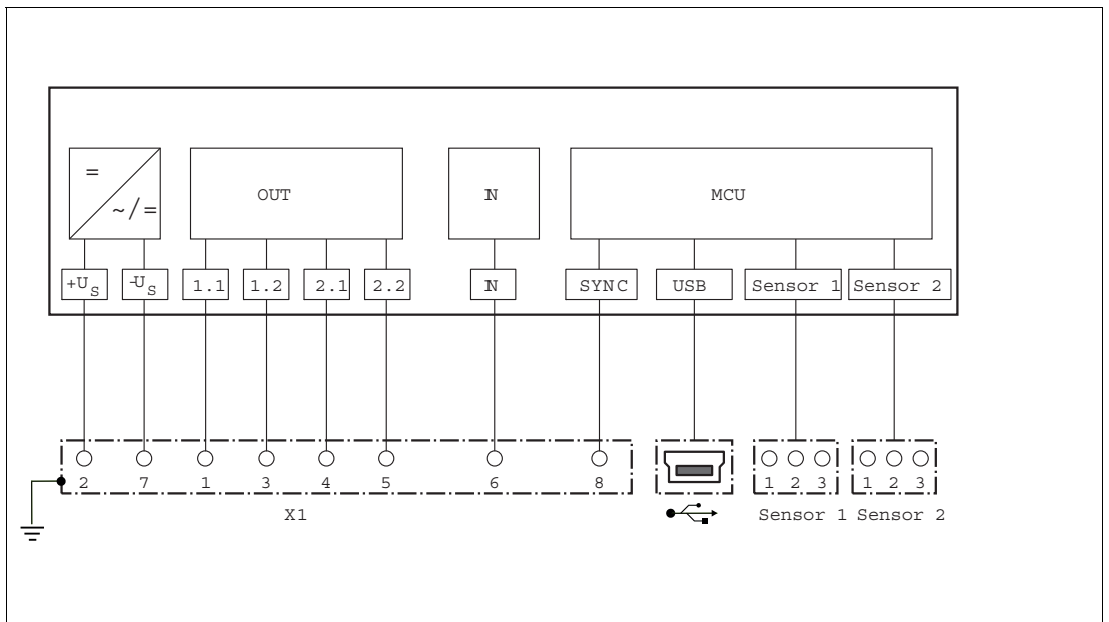 =
~/=
OUT
IN
MCU
+US
-US
1.1
1.2
2.1
2.2
IN
SYNC
USB
Sensor 1
Sensor 2
2 7 1 3 4 5 6 8
1 2 3
1 2 3
X1
Sensor 1
Sensor 2